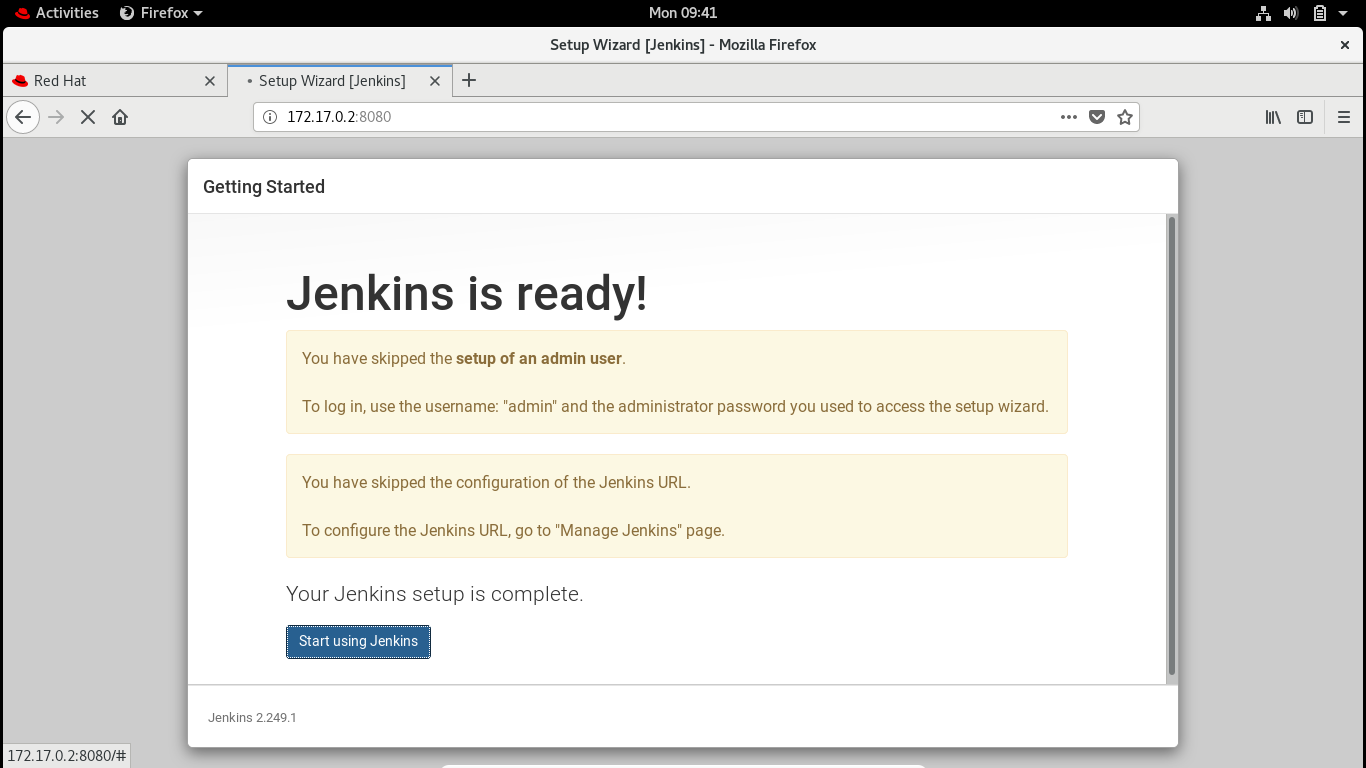 Activities Firefox Mon 09:41
Setup Wizard [Jenkins] - Mozilla Firefox
Red Hat Setup Wizard [Jenkins]
172.17.0.2:8080
Getting Started
Jenkins is ready!
You have skipped the setup of an admin user.
To log in, use the username: "admin" and the administrator password you used to access the setup wizard.
You have skipped the configuration of the Jenkins URL.
To configure the Jenkins URL, go to "Manage Jenkins" page.
Your Jenkins setup is complete.
Start using Jenkins
Jenkins 2.249.1
172.17.0.2:8080/#